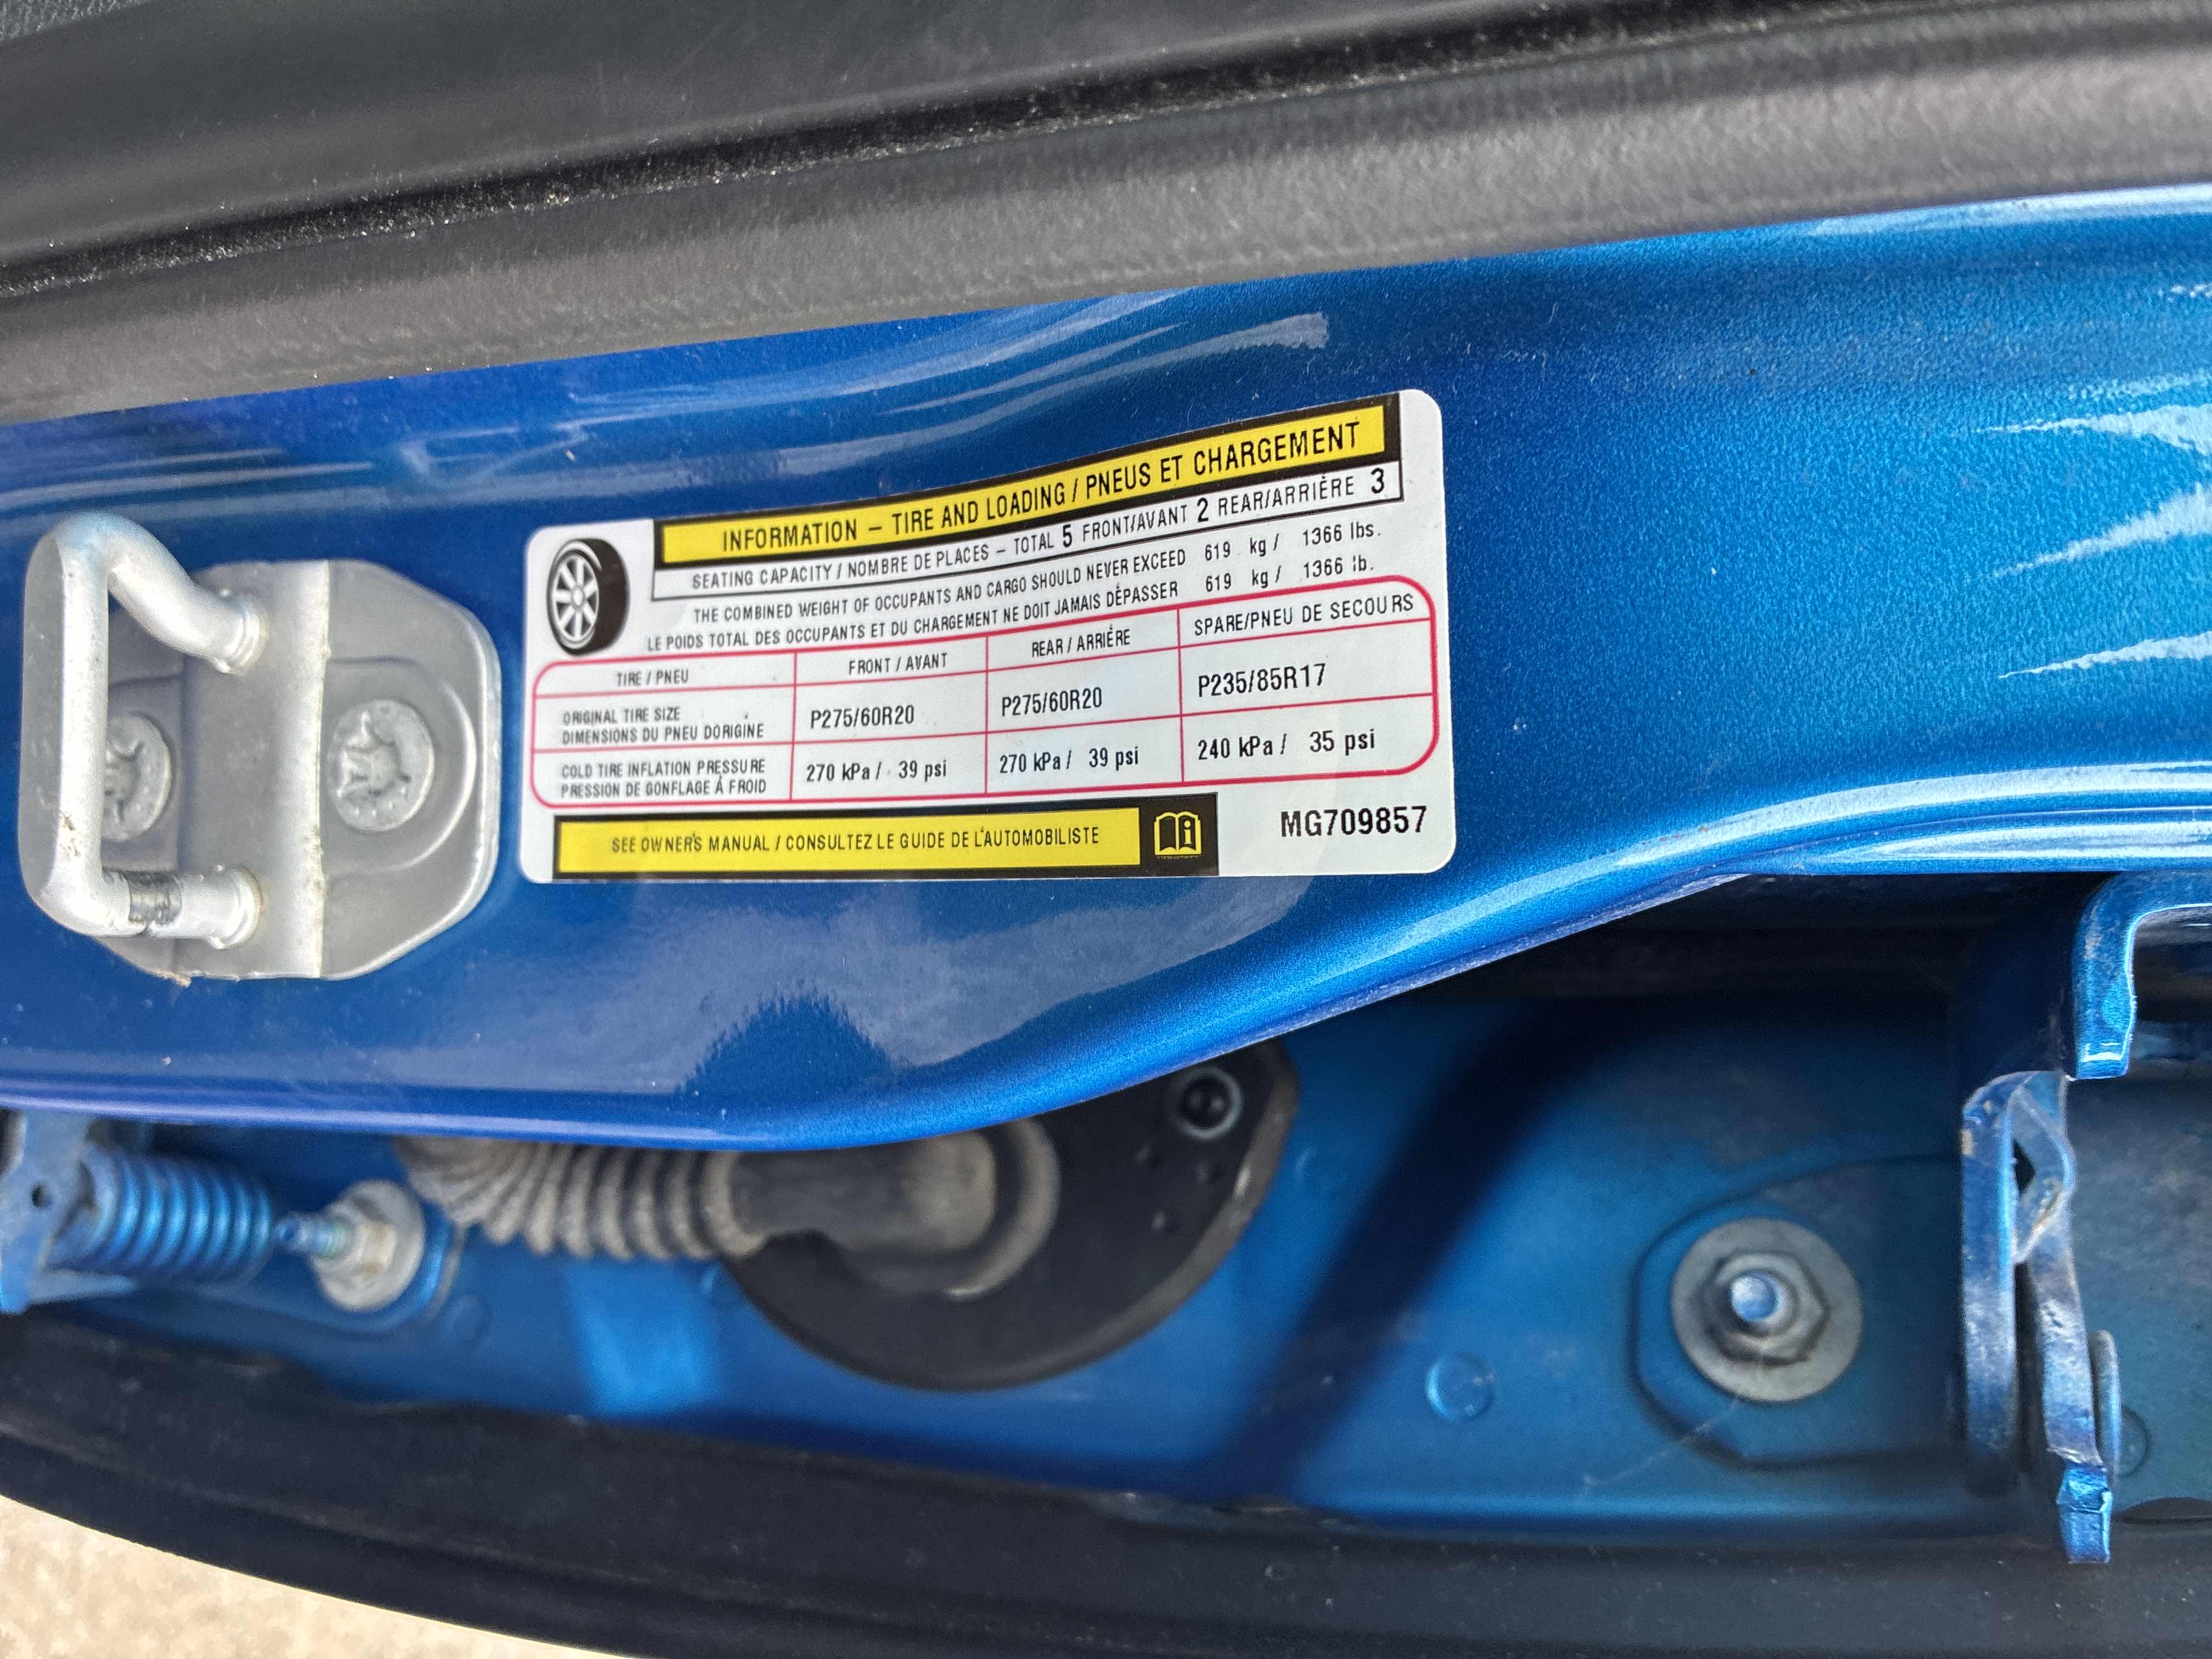 INFORMATION – TIRE AND LOADING / PNEUS ET CHARGEMENT
SEATING CAPACITY / NOMBRE DE PLACES – TOTAL 5 FRONT/AVANT 2 REAR/ARRIÈRE 3
THE COMBINED WEIGHT OF OCCUPANTS AND CARGO SHOULD NEVER EXCEED 619 kg / 1366 lbs.
LE POIDS TOTAL DES OCCUPANTS ET DU CHARGEMENT NE DOIT JAMAIS DÉPASSER 619 kg / 1366 lb.
TIRE / PNEU FRONT / AVANT REAR / ARRIÈRE SPARE/PNEU DE SECOURS
ORIGINAL TIRE SIZE
DIMENSIONS DU PNEU DORIGINE
P275/60R20 P275/60R20 P235/85R17
COLD TIRE INFLATION PRESSURE
PRESSION DE GONFLAGE À FROID
270 kPa / 39 psi 270 kPa / 39 psi 240 kPa / 35 psi
SEE OWNER'S MANUAL / CONSULTEZ LE GUIDE DE L'AUTOMOBILISTE
MG709857